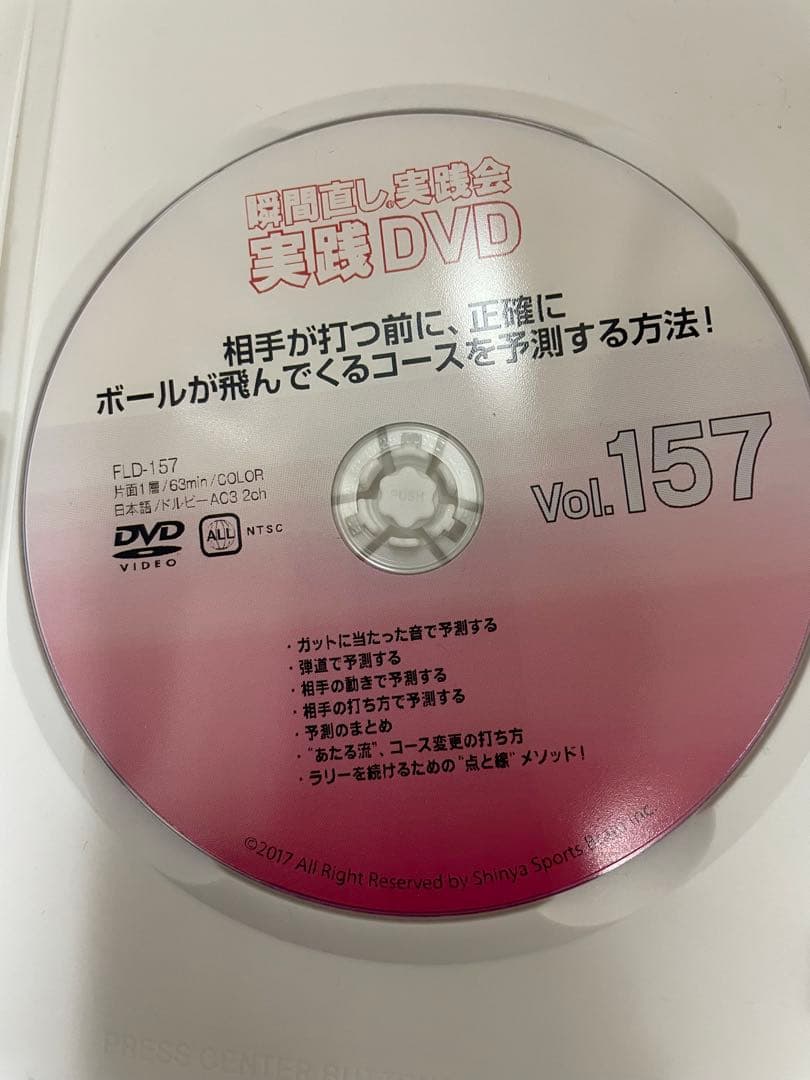 瞬間直し®実践会
実践DVD
相手が打つ前に、正確に
ボールが飛んでくるコースを予測する方法!
FLD-157
片面1層/63min/COLOR
日本語/ドルビーAC3 2ch
DVD
VIDEO
ALL
NTSC
Vol.157
PUSH
・ガットに当たった音で予測する
・弾道で予測する
・相手の動きで予測する
・相手の打ち方で予測する
・予測のまとめ
・"あたる流"、コース変更の打ち方
・ラリーを続けるための"点と線"メソッド!
©2017 All Right Reserved by Shinya Sports Brain Inc.
PRESS CENTER BUTTON